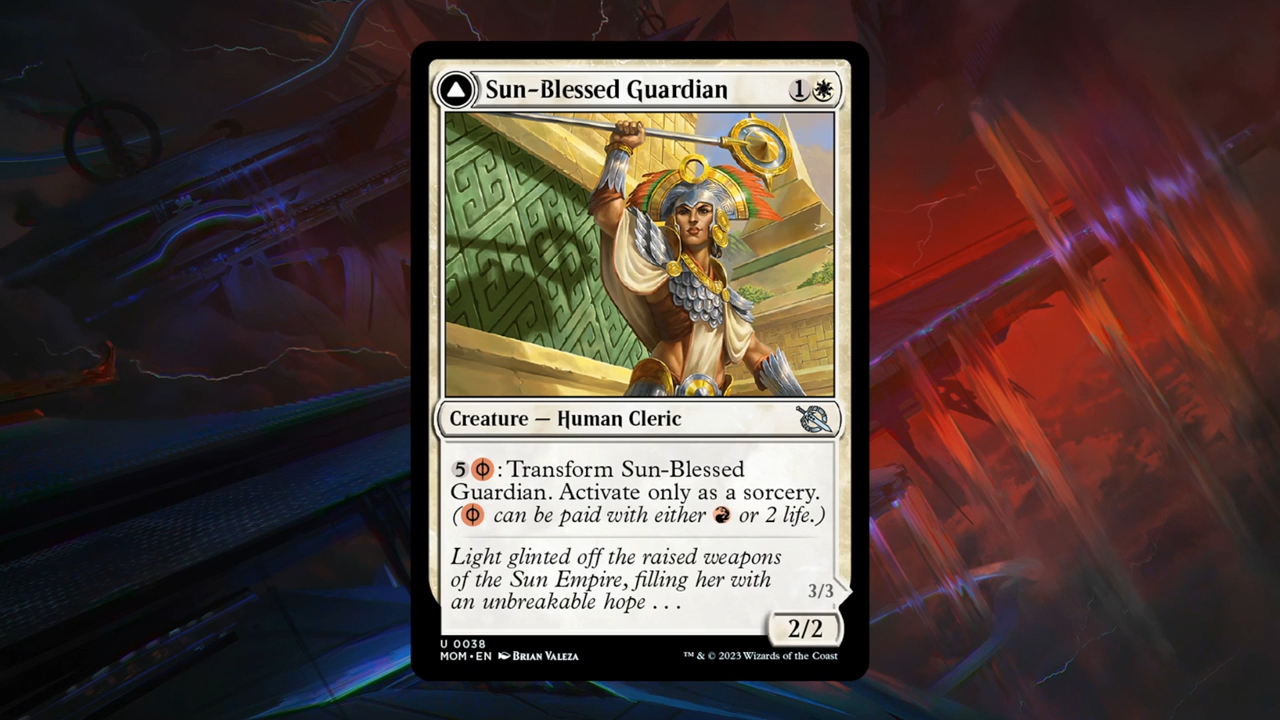 Sun-Blessed Guardian 1
Creature — Human Cleric
5 Φ: Transform Sun-Blessed
Guardian. Activate only as a sorcery.
(Φ can be paid with either or 2 life.)
Light glinted off the raised weapons
of the Sun Empire, filling her with
an unbreakable hope . . .
3/3
2/2
U 0038
MOM • EN Brian Valeza
™ & © 2023 Wizards of the Coast